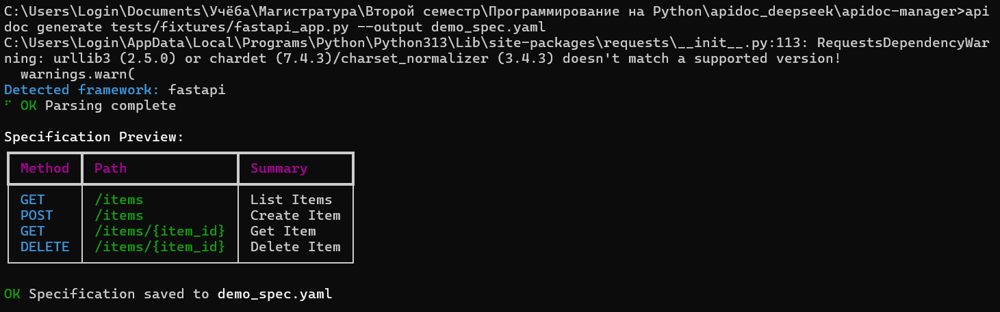 C:\Users\Login\Documents\Учёба\Магистратура\Второй семестр\Программирование на Python\apidoc_deepseek\apidoc-manager>api
doc generate tests/fixtures/fastapi_app.py --output demo_spec.yaml
C:\Users\Login\AppData\Local\Programs\Python\Python313\Lib\site-packages\requests\__init__.py:113: RequestsDependencyWar
ning: urllib3 (2.5.0) or chardet (7.4.3)/charset_normalizer (3.4.3) doesn't match a supported version!
  warnings.warn(
Detected framework: fastapi
⠋ OK Parsing complete
Specification Preview:
Method Path Summary
GET /items List Items
POST /items Create Item
GET /items/{item_id} Get Item
DELETE /items/{item_id} Delete Item
OK Specification saved to demo_spec.yaml